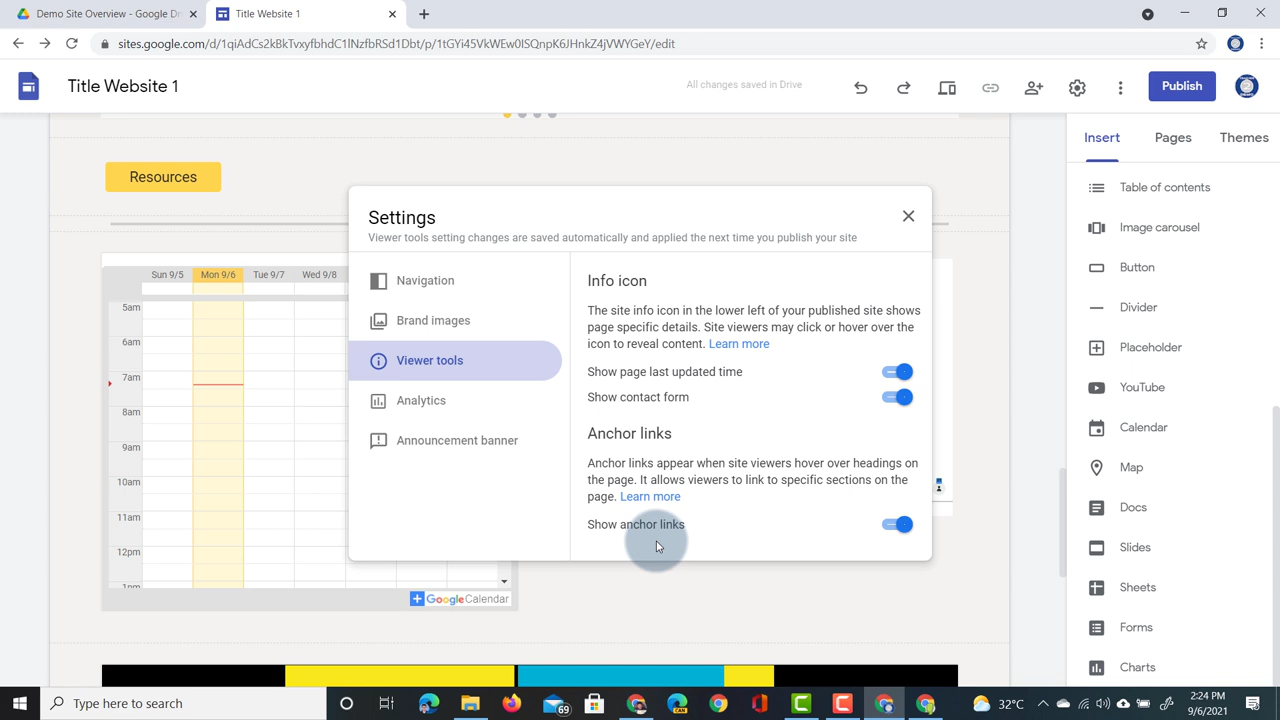 Demo Site Overview - Google D
Title Website 1
sites.google.com/d/1qiAdCs2kBkTvxyfbhdC1lNzfbRSd1Dbt/p/1tGYi45VkWEw0ISQnpK6JHnkZ4jVWYGeY/edit
Title Website 1
All changes saved in Drive
Publish
Insert
Pages
Themes
Resources
Settings
Viewer tools setting changes are saved automatically and applied the next time you publish your site
Navigation
Brand images
Viewer tools
Analytics
Announcement banner
Info icon
The site info icon in the lower left of your published site shows
page specific details. Site viewers may click or hover over the
icon to reveal content. Learn more
Show page last updated time
Show contact form
Anchor links
Anchor links appear when site viewers hover over headings on
the page. It allows viewers to link to specific sections on the
page. Learn more
Show anchor links
Sun 9/5 Mon 9/6 Tue 9/7 Wed 9/8
5am
6am
7am
8am
9am
10am
11am
12pm
1pm
GoogleCalendar
Table of contents
Image carousel
Button
Divider
Placeholder
YouTube
Calendar
Map
Docs
Slides
Sheets
Forms
Charts
Type here to search
69
CAN
32°C
2:24 PM
9/6/2021